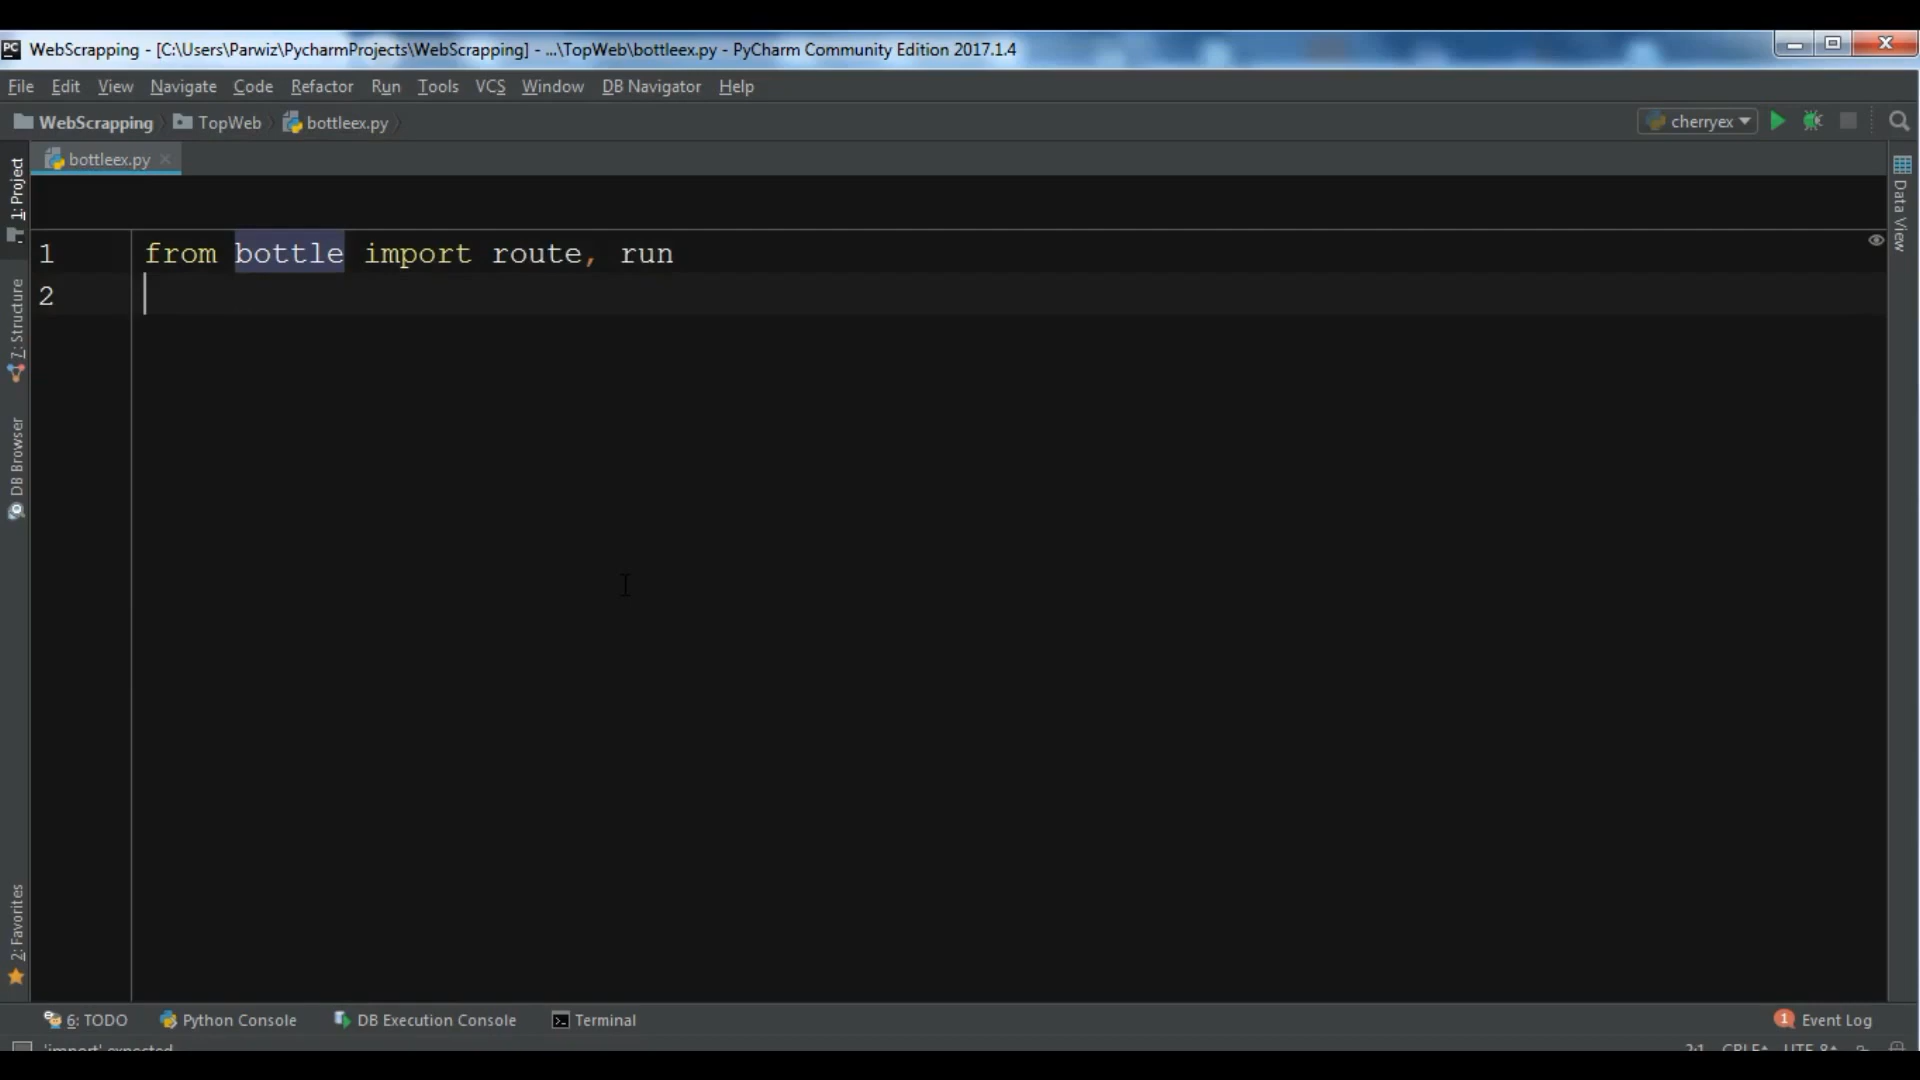 WebScrapping - [C:\Users\Parwiz\PycharmProjects\WebScrapping] - ...\TopWeb\bottleex.py - PyCharm Community Edition 2017.1.4
File Edit View Navigate Code Refactor Run Tools VCS Window DB Navigator Help
WebScrapping TopWeb bottleex.py cherryex
bottleex.py
1: Project
7: Structure
DB Browser
2: Favorites
Data View
1 from bottle import route, run
2
6: TODO Python Console DB Execution Console Terminal 1 Event Log
'import' expected 2:1 CRLF UTF-8